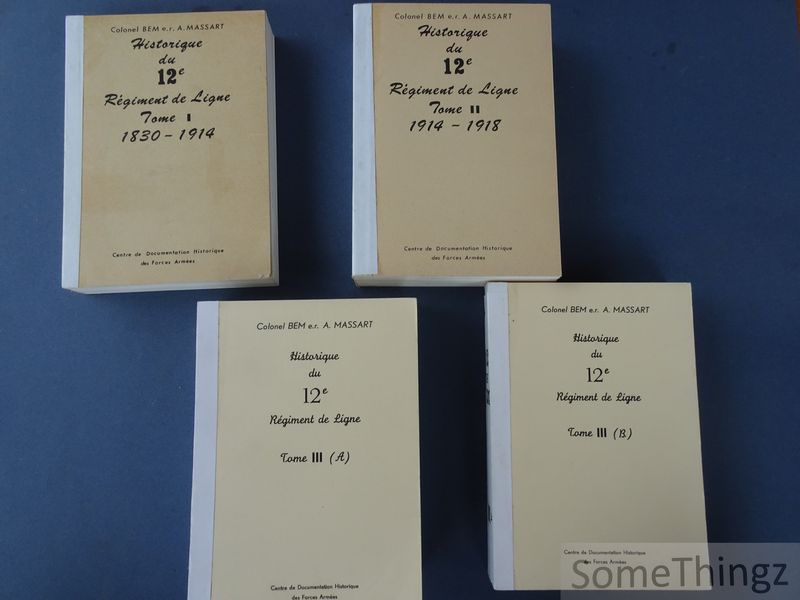 Colonel BEM e.r. A. MASSART
Historique
du
12e
Régiment de Ligne
Tome I
1830 - 1914
Centre de Documentation Historique
des Forces Armées
Colonel BEM e.r. A. MASSART
Historique
du
12e
Régiment de Ligne
Tome II
1914 - 1918
Centre de Documentation Historique
des Forces Armées
Colonel BEM e.r. A. MASSART
Historique
du
12e
Régiment de Ligne
Tome III (A)
Centre de Documentation Historique
des Forces Armées
Colonel BEM e.r. A. MASSART
Historique
du
12e
Régiment de Ligne
Tome III (B)
Centre de Documentation Historique
des Forces Armées
SomeThingz